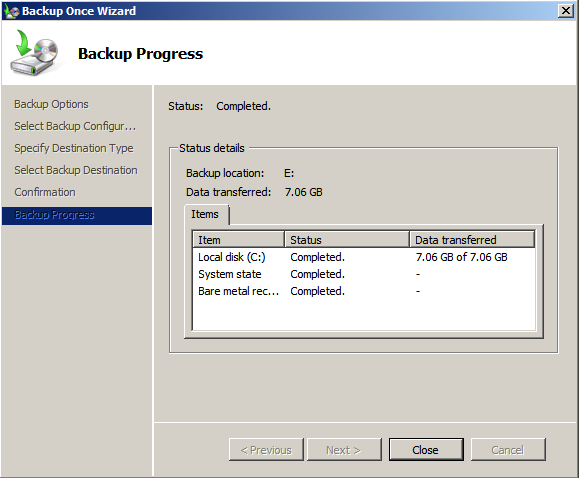 Backup Once Wizard
Backup Progress
Backup Options
Select Backup Configur...
Specify Destination Type
Select Backup Destination
Confirmation
Backup Progress
Status: Completed.
Status details
Backup location: E:
Data transferred: 7.06 GB
Items
Item Status Data transferred
Local disk (C:) Completed. 7.06 GB of 7.06 GB
System state Completed. -
Bare metal rec... Completed. -
< Previous Next > Close Cancel